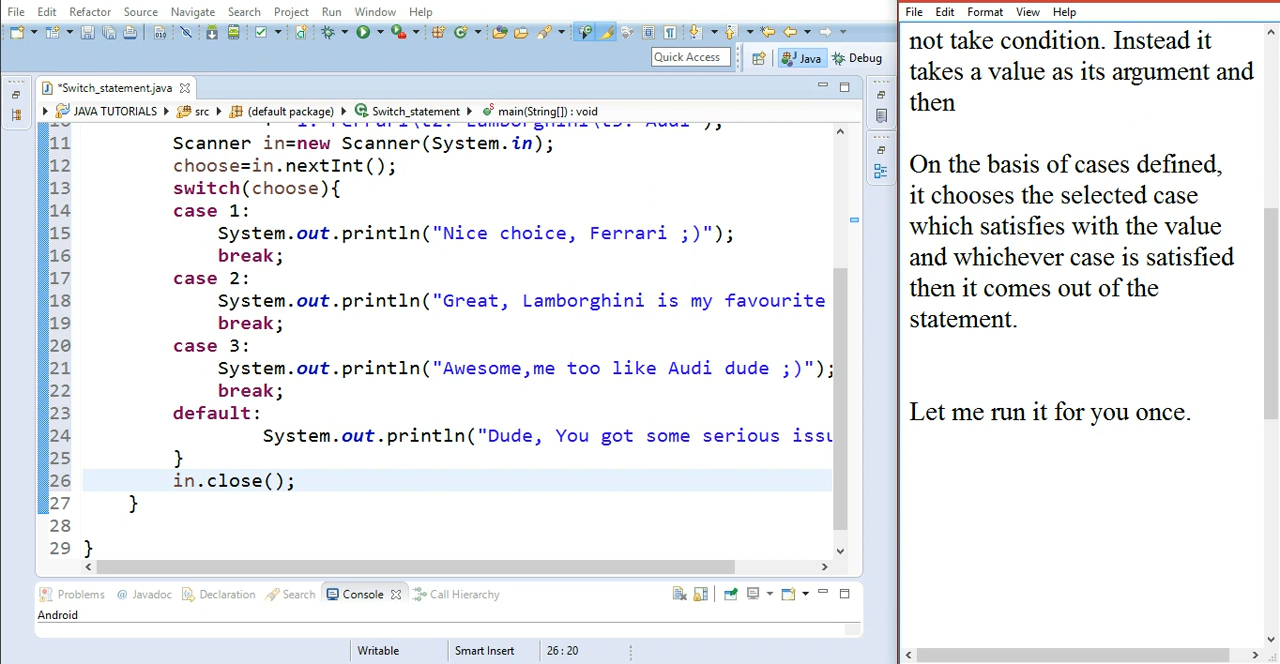 File Edit Refactor Source Navigate Search Project Run Window Help
Quick Access Java Debug
*Switch_statement.java
JAVA TUTORIALS src (default package) Switch_statement main(String[]) : void
11 Scanner in=new Scanner(System.in);
12 choose=in.nextInt();
13 switch(choose){
14 case 1:
15 System.out.println("Nice choice, Ferrari ;)");
16 break;
17 case 2:
18 System.out.println("Great, Lamborghini is my favourite
19 break;
20 case 3:
21 System.out.println("Awesome,me too like Audi dude ;)");
22 break;
23 default:
24 System.out.println("Dude, You got some serious issu
25 }
26 in.close();
27 }
28
29 }
Problems Javadoc Declaration Search Console Call Hierarchy
Android
Writable Smart Insert 26 : 20
File Edit Format View Help
not take condition. Instead it
takes a value as its argument and
then
On the basis of cases defined,
it chooses the selected case
which satisfies with the value
and whichever case is satisfied
then it comes out of the
statement.
Let me run it for you once.